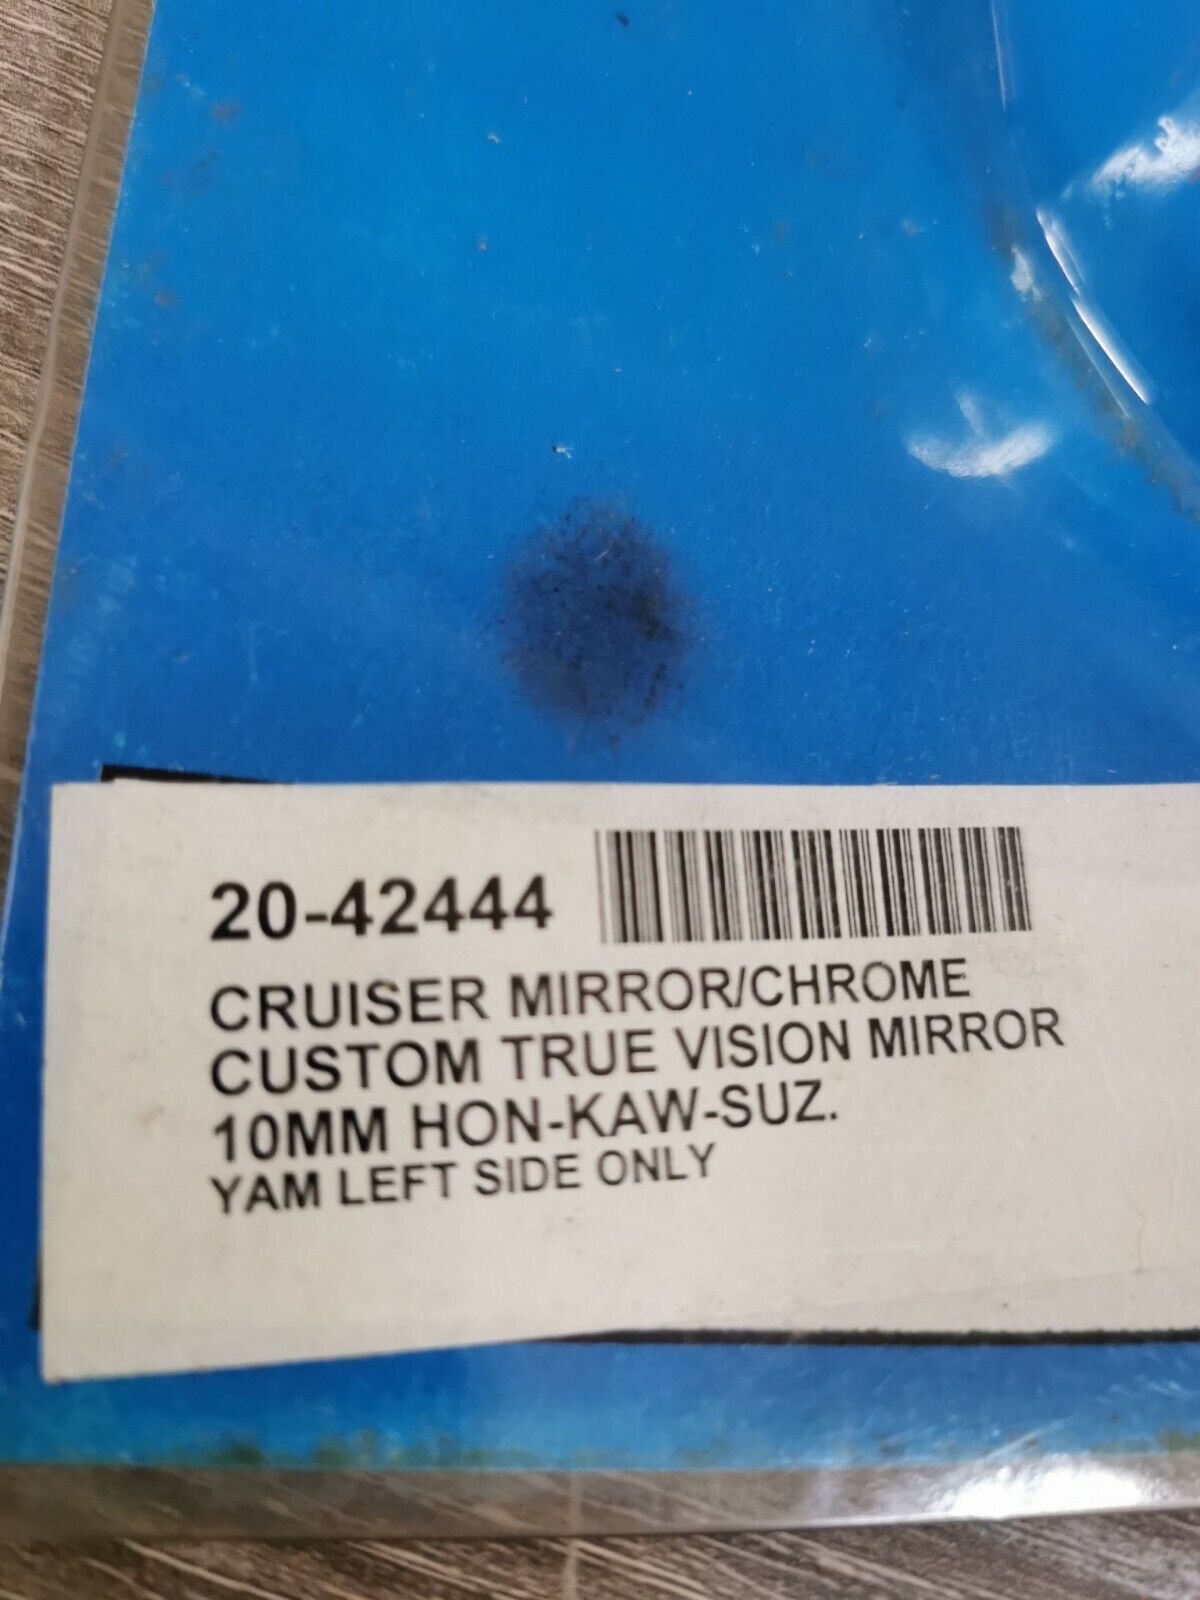 20-42444
CRUISER MIRROR/CHROME
CUSTOM TRUE VISION MIRROR
10MM HON-KAW-SUZ.
YAM LEFT SIDE ONLY